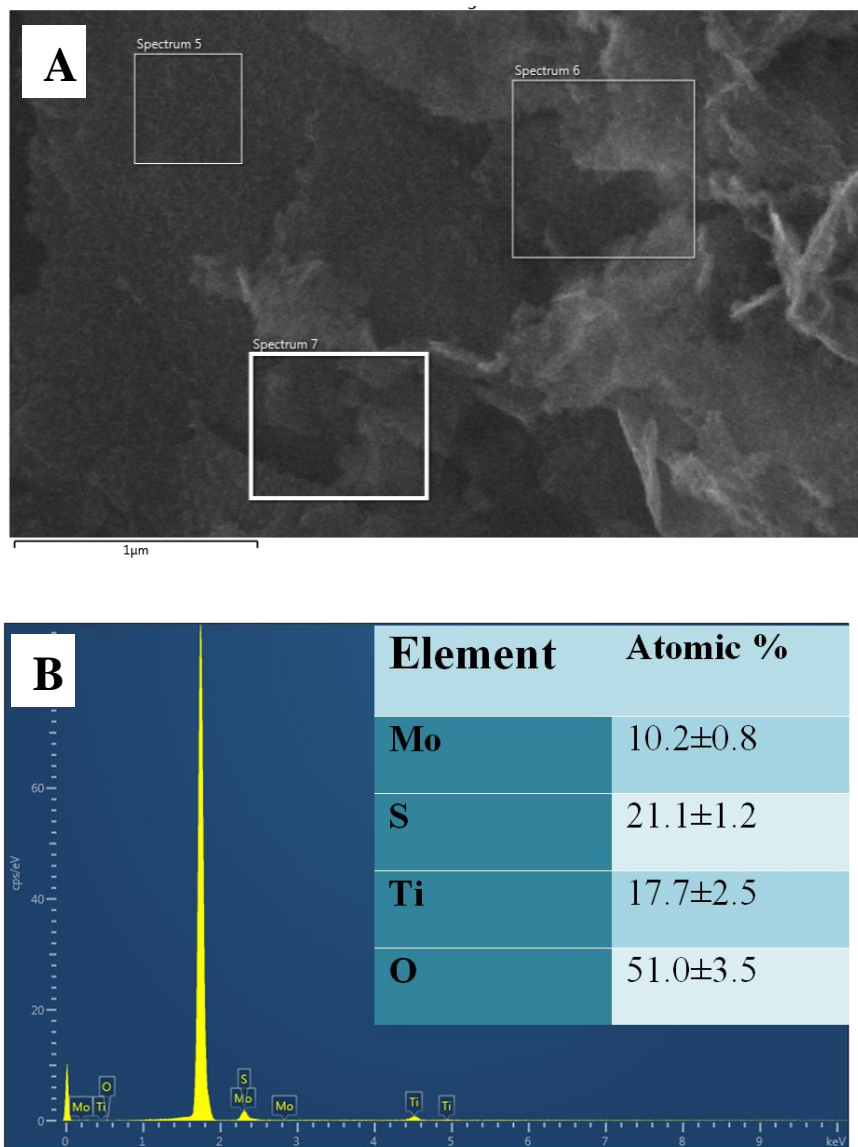 A
Spectrum 5
Spectrum 6
Spectrum 7
1µm
B
Element Atomic %
Mo 10.2±0.8
S 21.1±1.2
Ti 17.7±2.5
O 51.0±3.5
60
cps/eV
40
20
O S
Mo Ti Mo Mo Ti Ti
0
0 1 2 3 4 5 6 7 8 9 keV